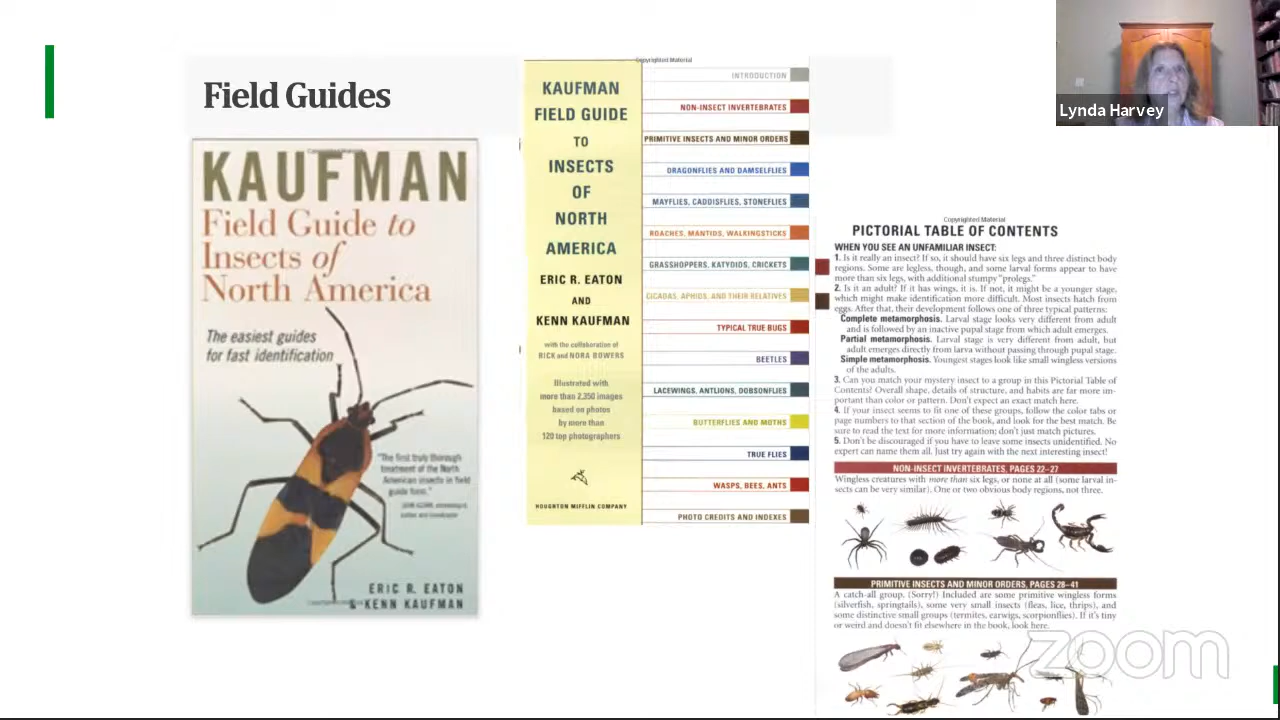 Field Guides
KAUFMAN
Field Guide to
Insects of
North America
The easiest guides
for fast identification
"The first truly thorough
treatment of the North
American insects in field
guide form."
ERIC R. EATON
& KENN KAUFMAN
Copyrighted Material
KAUFMAN
FIELD GUIDE
TO
INSECTS
OF
NORTH
AMERICA
ERIC R. EATON
AND
KENN KAUFMAN
with the collaboration of
RICK and NORA BOWERS
Illustrated with
more than 2,350 images
based on photos
by more than
120 top photographers
HOUGHTON MIFFLIN COMPANY
INTRODUCTION
NON-INSECT INVERTEBRATES
PRIMITIVE INSECTS AND MINOR ORDERS
DRAGONFLIES AND DAMSELFLIES
MAYFLIES, CADDISFLIES, STONEFLIES
ROACHES, MANTIDS, WALKINGSTICKS
GRASSHOPPERS, KATYDIDS, CRICKETS
CICADAS, APHIDS, AND THEIR RELATIVES
TYPICAL TRUE BUGS
BEETLES
LACEWINGS, ANTLIONS, DOBSONFLIES
BUTTERFLIES AND MOTHS
TRUE FLIES
WASPS, BEES, ANTS
PHOTO CREDITS AND INDEXES
Copyrighted Material
PICTORIAL TABLE OF CONTENTS
WHEN YOU SEE AN UNFAMILIAR INSECT:
1. Is it really an insect? If so, it should have six legs and three distinct body
regions. Some are legless, though, and some larval forms appear to have
more than six legs, with additional stumpy "prolegs."
2. Is it an adult? If it has wings, it is. If not, it might be a younger stage,
which might make identification more difficult. Most insects hatch from
eggs. After that, their development follows one of three typical patterns:
Complete metamorphosis. Larval stage looks very different from adult
and is followed by an inactive pupal stage from which adult emerges.
Partial metamorphosis. Larval stage is very different from adult, but
adult emerges directly from larva without passing through pupal stage.
Simple metamorphosis. Youngest stages look like small wingless versions
of the adults.
3. Can you match your mystery insect to a group in this Pictorial Table of
Contents? Overall shape, details of structure, and habits are far more im-
portant than color or pattern. Don't expect an exact match here.
4. If your insect seems to fit one of these groups, follow the color tabs or
page numbers to that section of the book, and look for the best match. Be
sure to read the text for more information; don't just match pictures.
5. Don't be discouraged if you have to leave some insects unidentified. No
expert can name them all. Just try again with the next interesting insect!
NON-INSECT INVERTEBRATES, PAGES 22–27
Wingless creatures with more than six legs, or none at all (some larval in-
sects can be very similar). One or two obvious body regions, not three.
PRIMITIVE INSECTS AND MINOR ORDERS, PAGES 28–41
A catch-all group. (Sorry!) Included are some primitive wingless forms
(silverfish, springtails), some very small insects (fleas, lice, thrips), and
some distinctive small groups (termites, earwigs, scorpionflies). If it's tiny
or weird and doesn't fit elsewhere in the book, look here.
Lynda Harvey
zoom